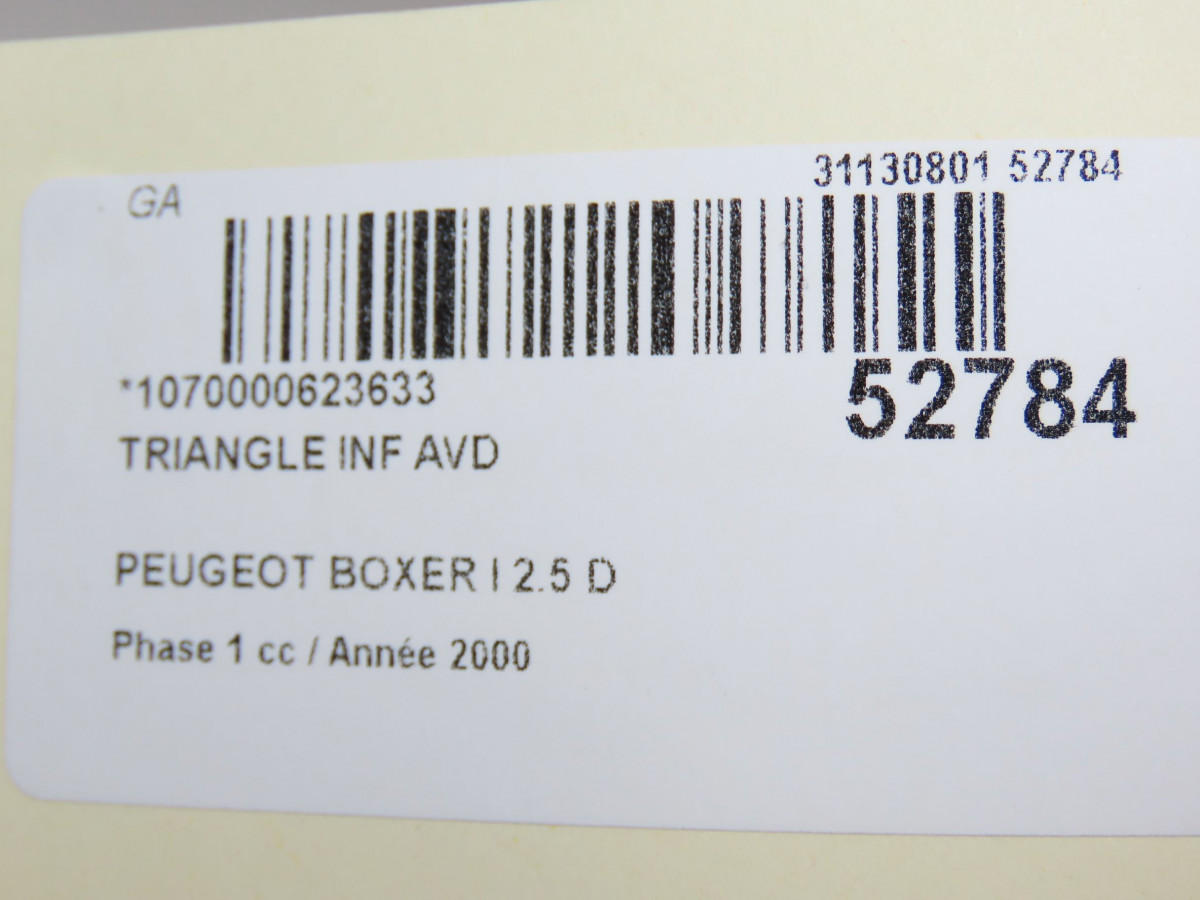 31130801 52784
GA
*1070000623633
52784
TRIANGLE INF AVD
PEUGEOT BOXER I 2.5 D
Phase 1 cc / Année 2000